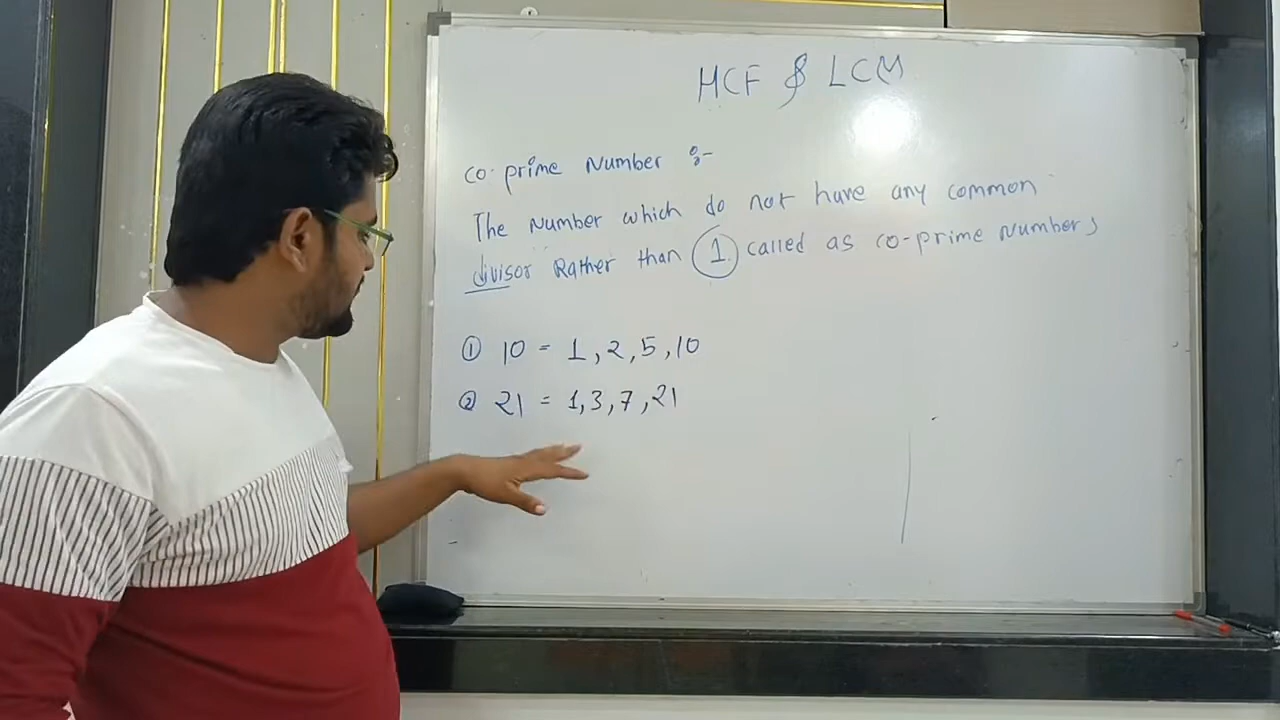 HCF & LCM
co-prime Number :-
The Number which do not have any common
divisor Rather than 1 called as co-prime Numbers
① 10 = 1, 2, 5, 10
② 21 = 1, 3, 7, 21